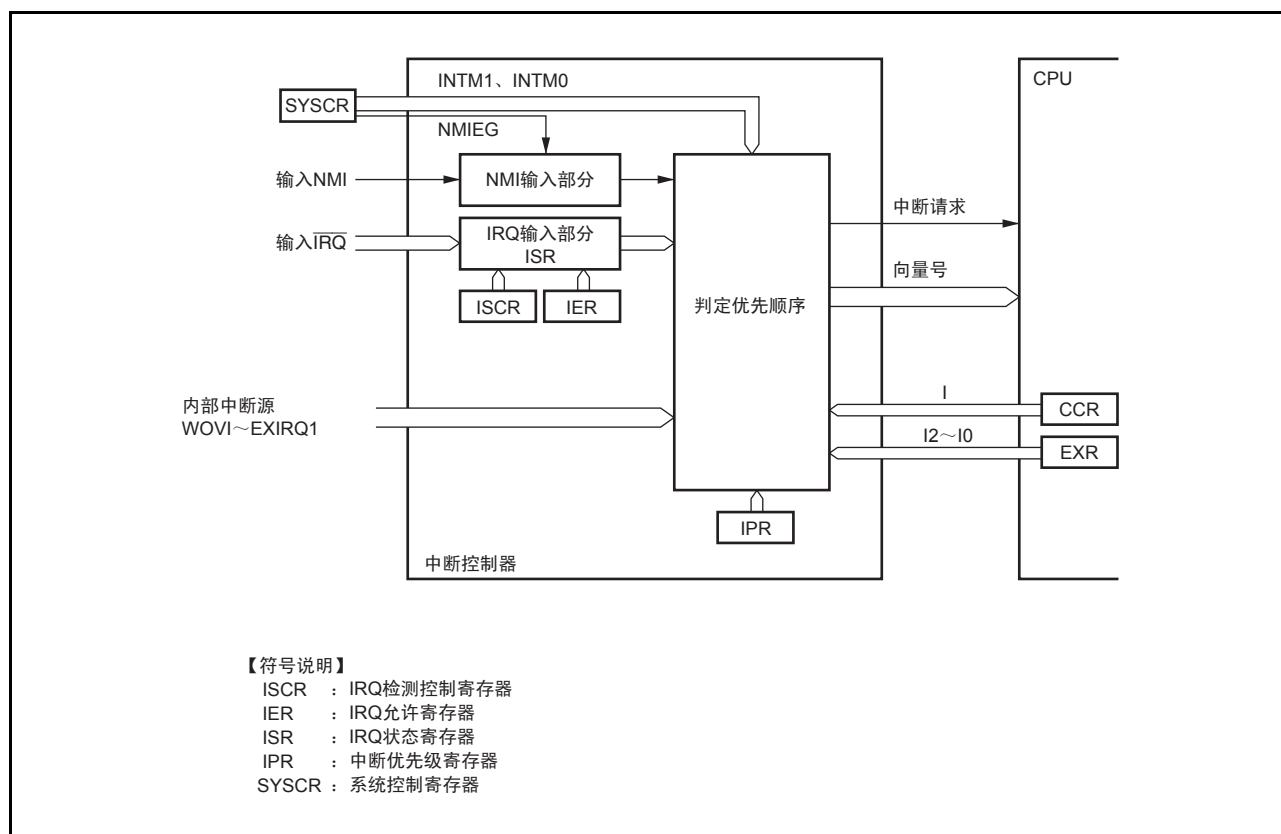 INTM1、INTM0
CPU
SYSCR
NMIEG
输入NMI
NMI输入部分
中断请求
输入I̅R̅Q̅
IRQ输入部分
ISR
向量号
ISCR
IER
判定优先顺序
内部中断源
WOVI～EXIRQ1
I
CCR
I2～I0
EXR
IPR
中断控制器
【符号说明】
ISCR ：IRQ检测控制寄存器
IER ：IRQ允许寄存器
ISR ：IRQ状态寄存器
IPR ：中断优先级寄存器
SYSCR ：系统控制寄存器